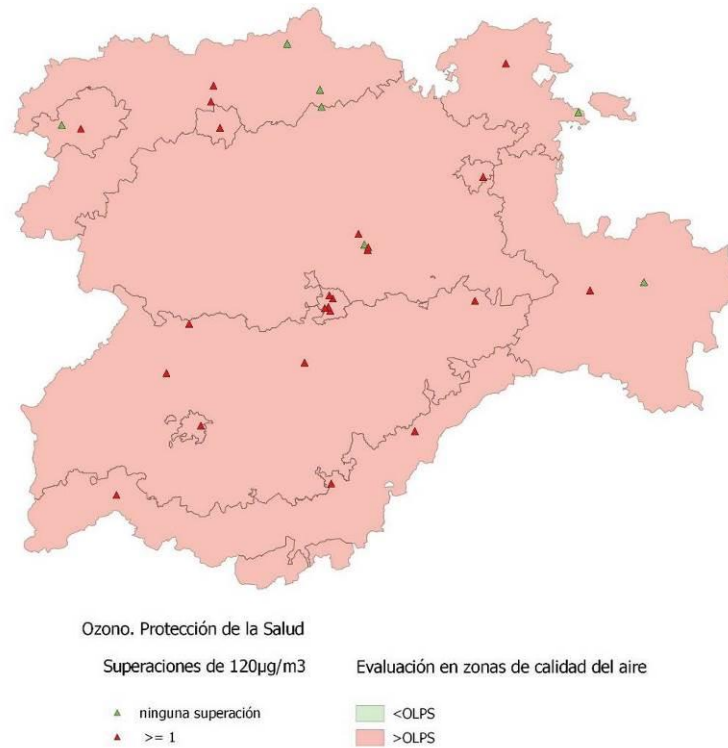 Ozono. Protección de la Salud
Superaciones de 120µg/m3
ninguna superación
>= 1
Evaluación en zonas de calidad del aire
<OLPS
>OLPS